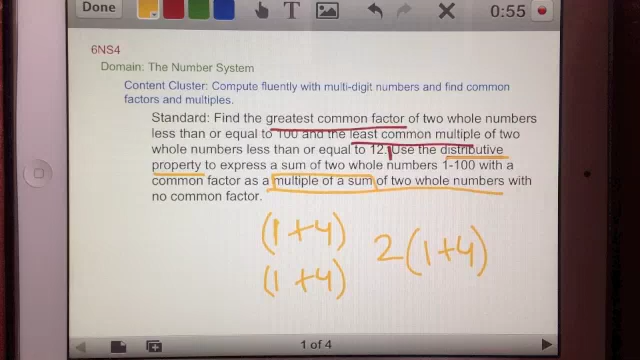 Done T 0:55
6NS4
Domain: The Number System
Content Cluster: Compute fluently with multi-digit numbers and find common
factors and multiples.
Standard: Find the greatest common factor of two whole numbers
less than or equal to 100 and the least common multiple of two
whole numbers less than or equal to 12. Use the distributive
property to express a sum of two whole numbers 1-100 with a
common factor as a multiple of a sum of two whole numbers with
no common factor.
(1+4)
(1+4)
2(1+4)
1 of 4